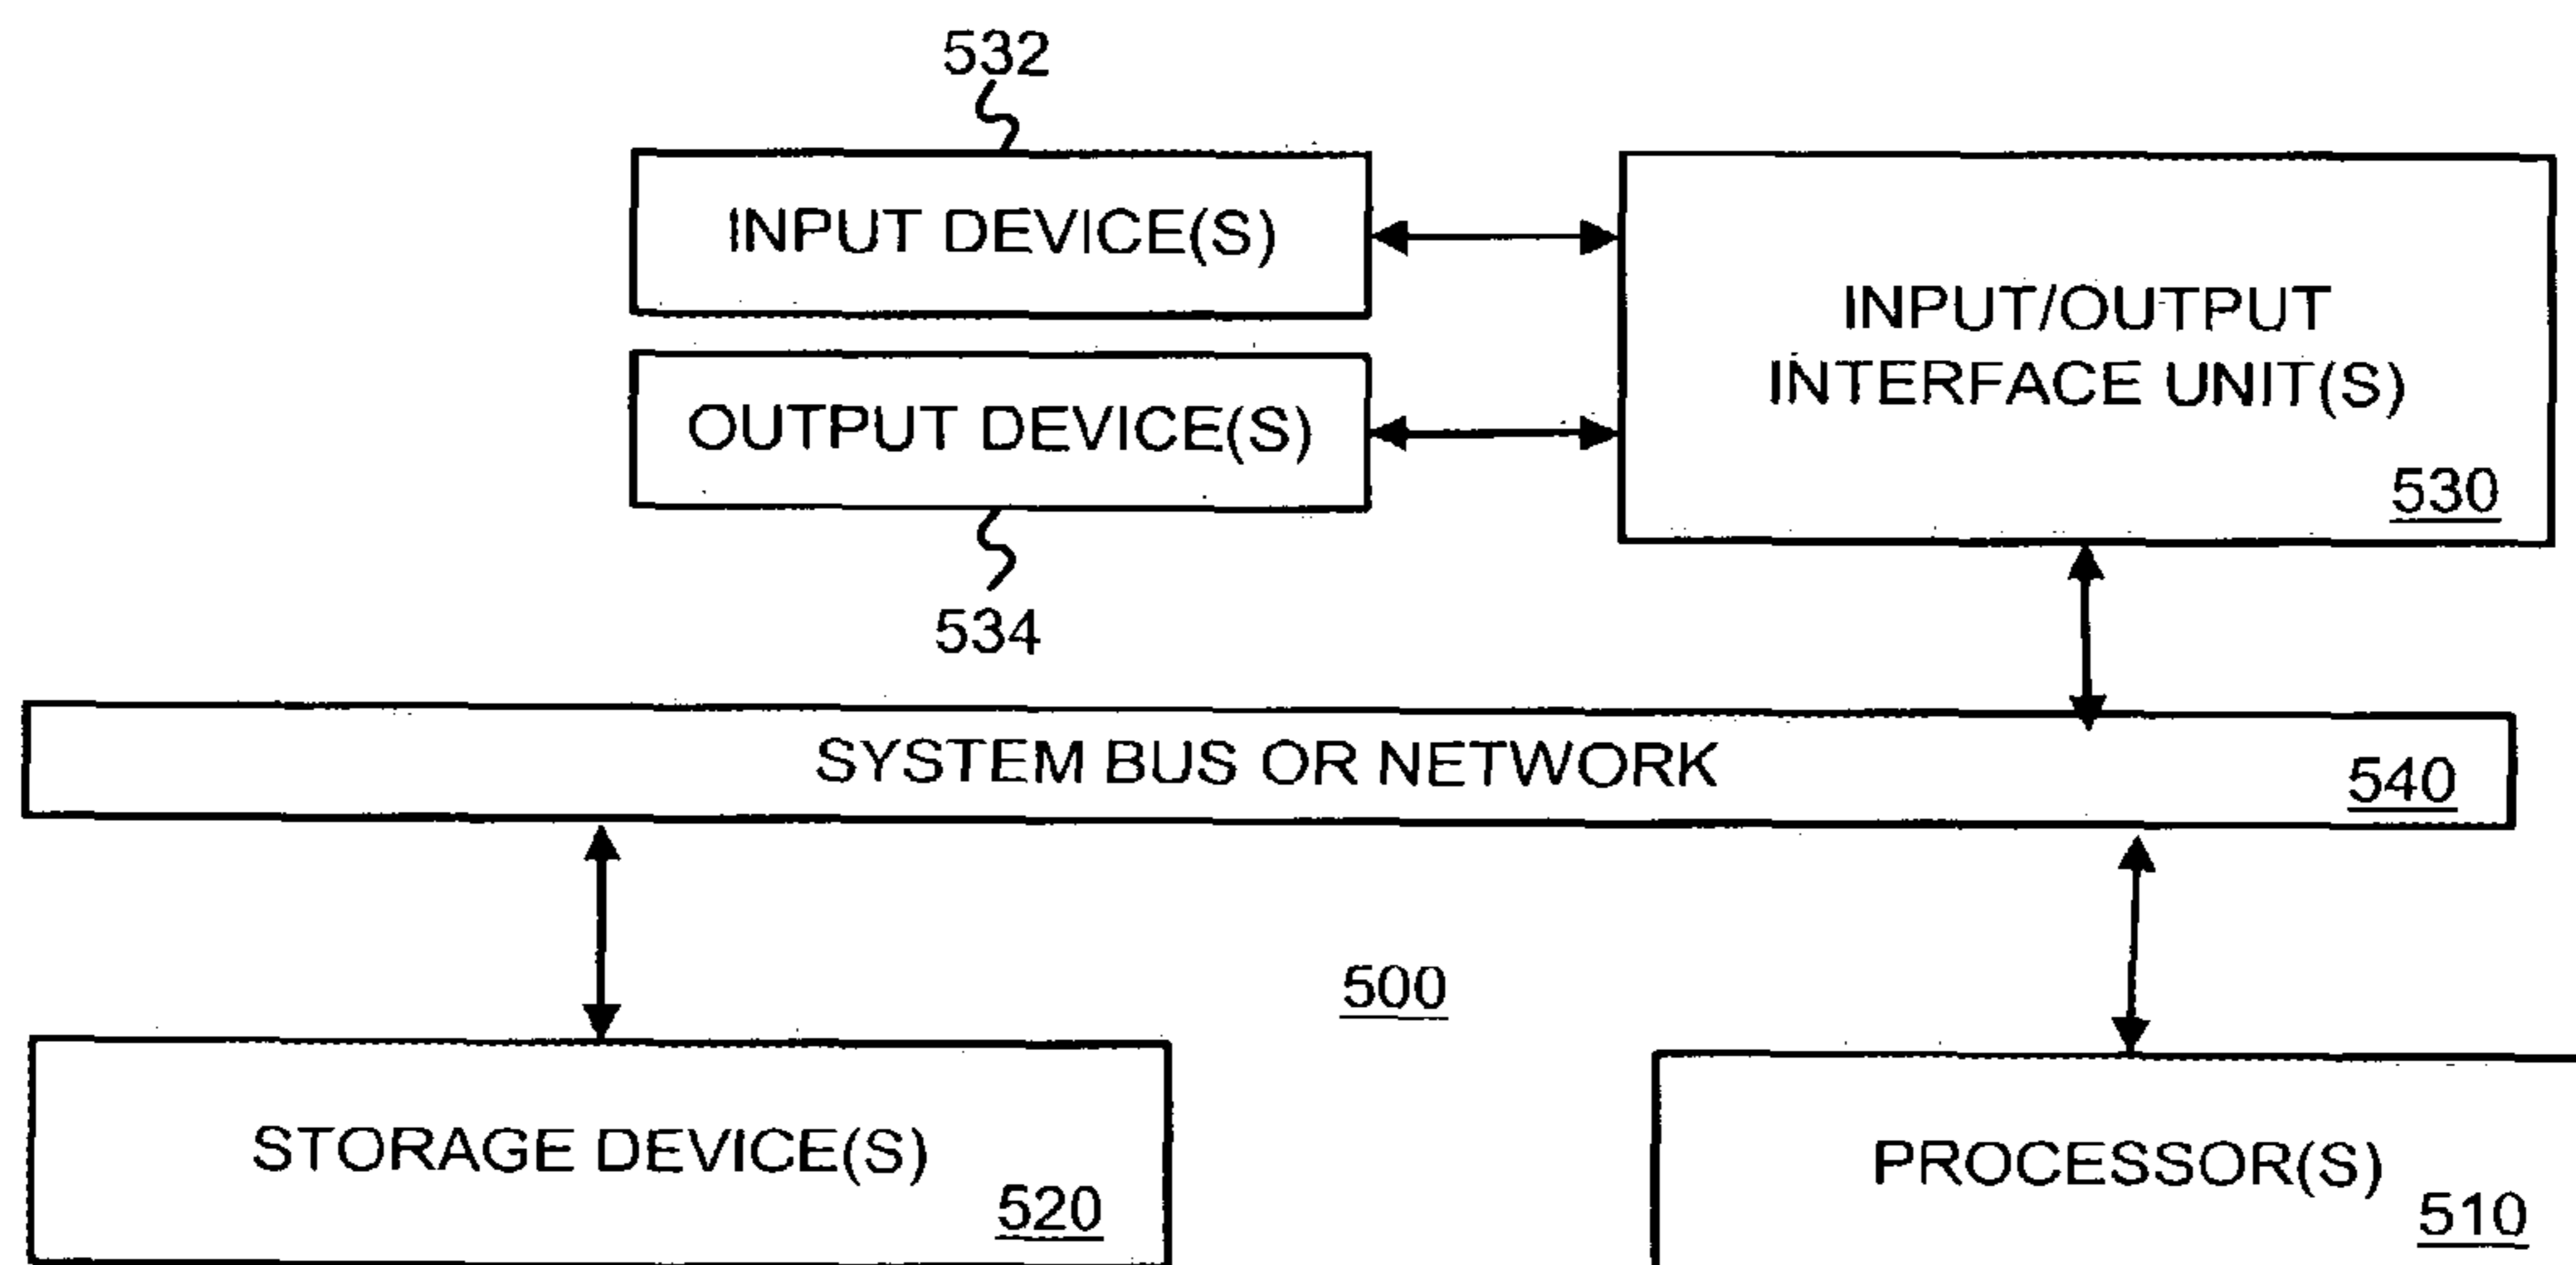 532
INPUT DEVICE(S)
OUTPUT DEVICE(S)
534
INPUT/OUTPUT
INTERFACE UNIT(S)
530
SYSTEM BUS OR NETWORK
540
500
STORAGE DEVICE(S)
520
PROCESSOR(S)
510